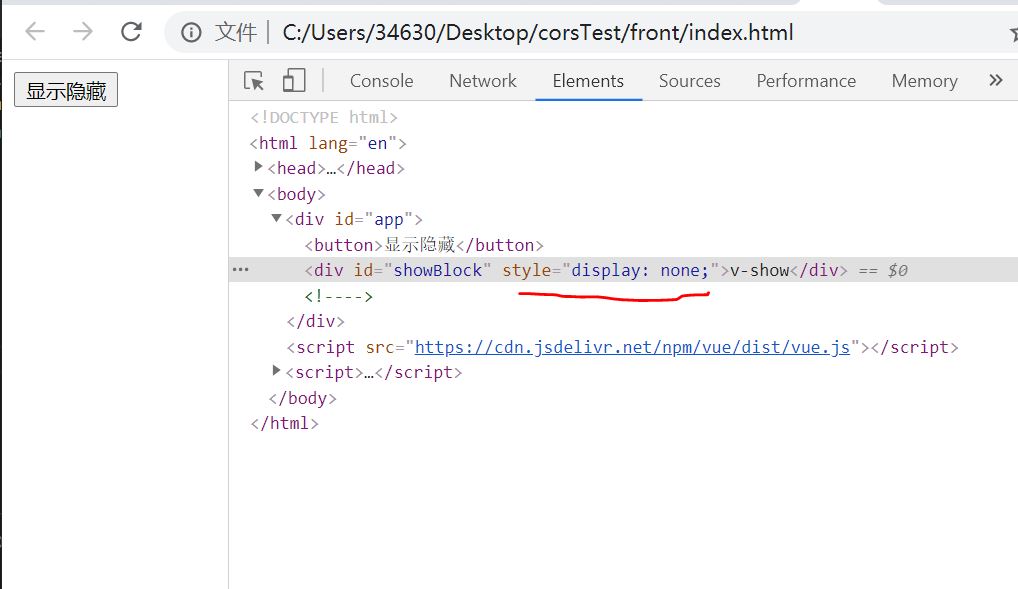 文件 C:/Users/34630/Desktop/corsTest/front/index.html
显示隐藏
Console Network Elements Sources Performance Memory »
<!DOCTYPE html>
<html lang="en">
<head>…</head>
<body>
<div id="app">
<button>显示隐藏</button>
<div id="showBlock" style="display: none;">v-show</div> == $0
<!---->
</div>
<script src="https://cdn.jsdelivr.net/npm/vue/dist/vue.js"></script>
<script>…</script>
</body>
</html>